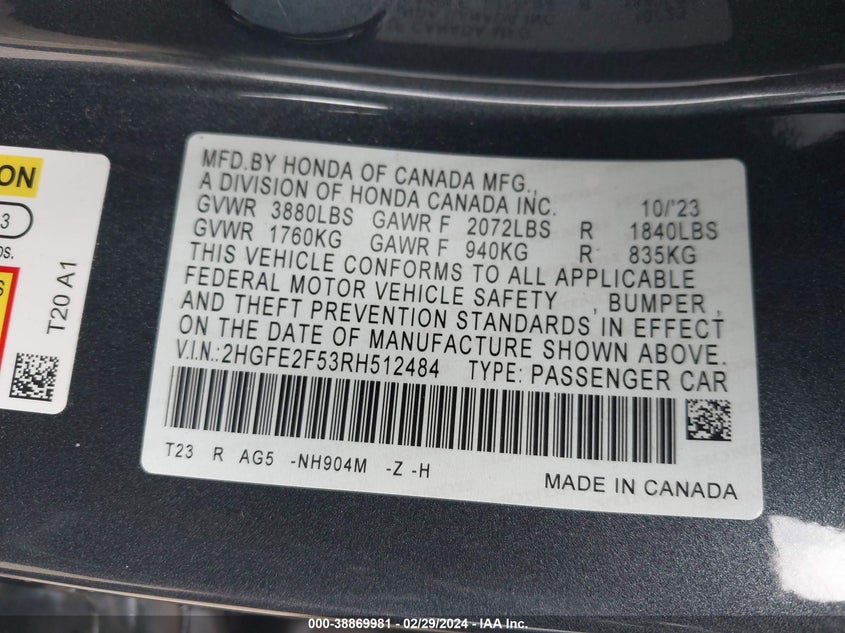 MFD.BY HONDA OF CANADA MFG.,
A DIVISION OF HONDA CANADA INC. 10/'23
GVWR 3880LBS GAWR F 2072LBS R 1840LBS
GVWR 1760KG GAWR F 940KG R 835KG
THIS VEHICLE CONFORMS TO ALL APPLICABLE
FEDERAL MOTOR VEHICLE SAFETY , BUMPER ,
AND THEFT PREVENTION STANDARDS IN EFFECT
ON THE DATE OF MANUFACTURE SHOWN ABOVE.
V.I.N.:2HGFE2F53RH512484 TYPE: PASSENGER CAR
T23 R AG5 -NH904M -Z -H
MADE IN CANADA
ION
3
T20 A1
000-38869981 - 02/29/2024 - IAA Inc.